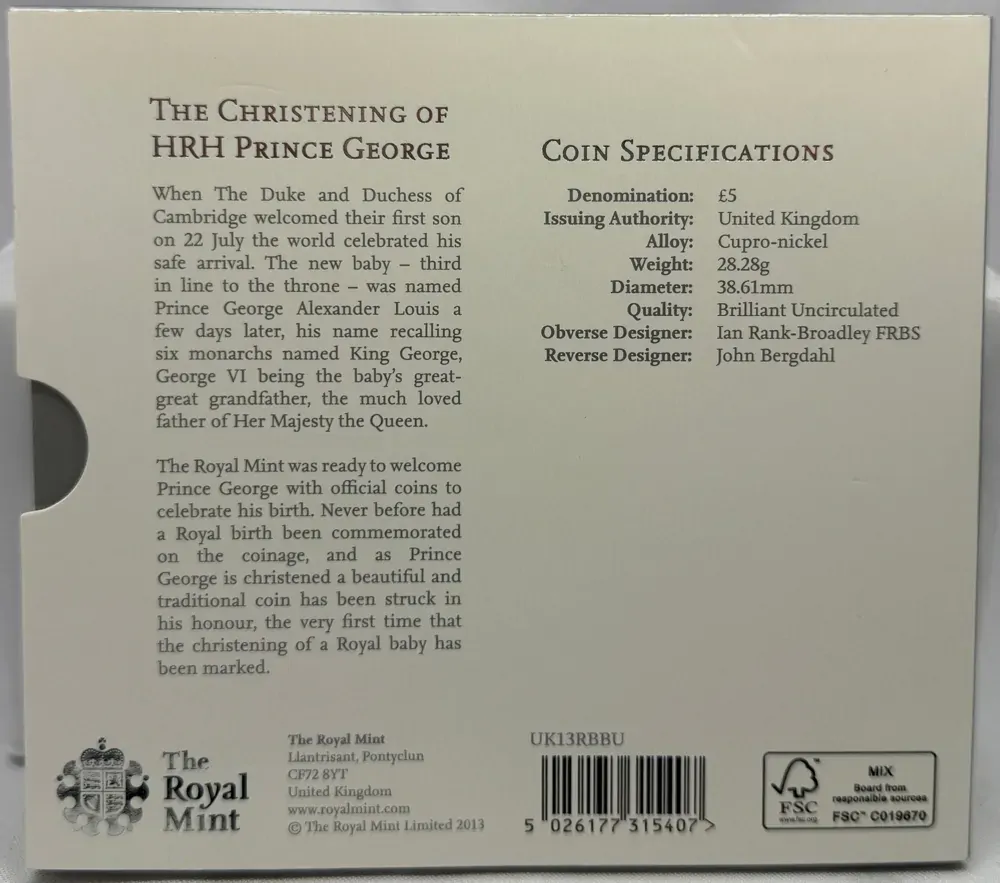 THE CHRISTENING OF
HRH PRINCE GEORGE
When The Duke and Duchess of
Cambridge welcomed their first son
on 22 July the world celebrated his
safe arrival. The new baby – third
in line to the throne – was named
Prince George Alexander Louis a
few days later, his name recalling
six monarchs named King George,
George VI being the baby's great-
great grandfather, the much loved
father of Her Majesty the Queen.
The Royal Mint was ready to welcome
Prince George with official coins to
celebrate his birth. Never before had
a Royal birth been commemorated
on the coinage, and as Prince
George is christened a beautiful and
traditional coin has been struck in
his honour, the very first time that
the christening of a Royal baby has
been marked.
COIN SPECIFICATIONS
Denomination: £5
Issuing Authority: United Kingdom
Alloy: Cupro-nickel
Weight: 28.28g
Diameter: 38.61mm
Quality: Brilliant Uncirculated
Obverse Designer: Ian Rank-Broadley FRBS
Reverse Designer: John Bergdahl
The
Royal
Mint
The Royal Mint
Llantrisant, Pontyclun
CF72 8YT
United Kingdom
www.royalmint.com
© The Royal Mint Limited 2013
UK13RBBU
5 026177 315407 >
FSC
www.fsc.org
MIX
Board from
responsible sources
FSC™ C019870